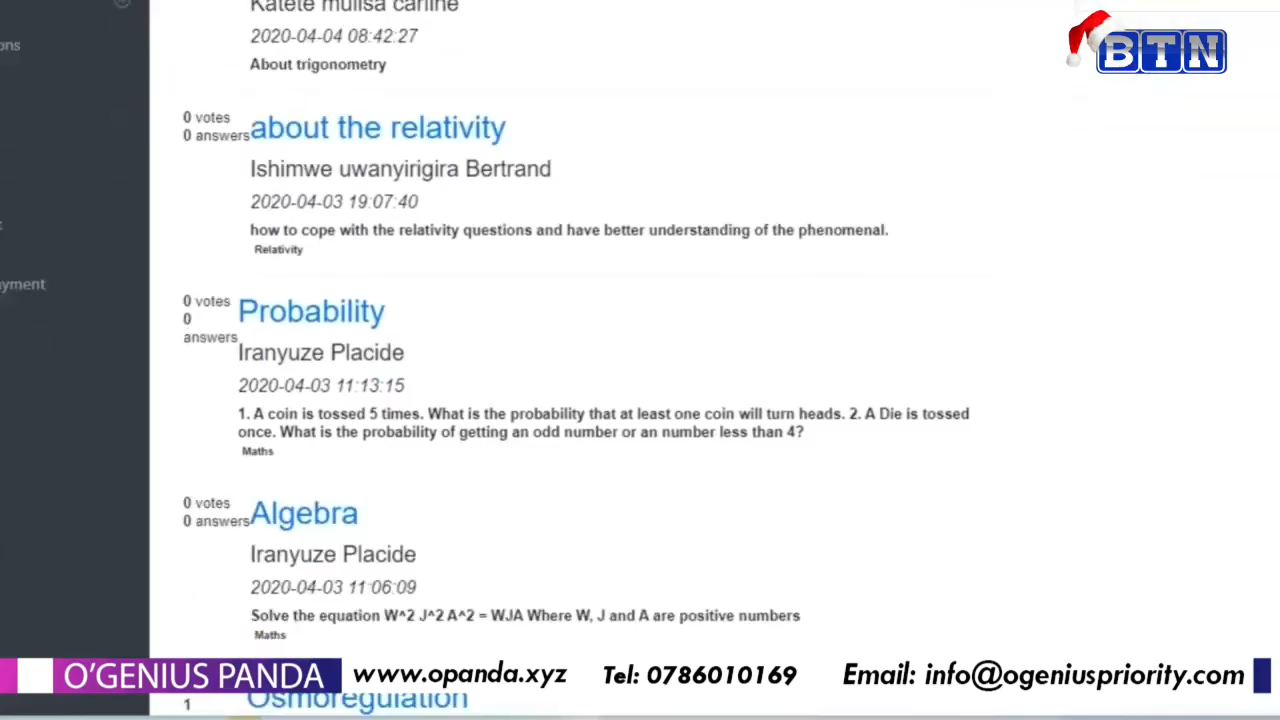 ons
yment
Katete mulisa carline
2020-04-04 08:42:27
About trigonometry
BTN
0 votes
0 answers
about the relativity
Ishimwe uwanyirigira Bertrand
2020-04-03 19:07:40
how to cope with the relativity questions and have better understanding of the phenomenal.
Relativity
0 votes
0
answers
Probability
Iranyuze Placide
2020-04-03 11:13:15
1. A coin is tossed 5 times. What is the probability that at least one coin will turn heads. 2. A Die is tossed
once. What is the probability of getting an odd number or an number less than 4?
Maths
0 votes
0 answers
Algebra
Iranyuze Placide
2020-04-03 11:06:09
Solve the equation W^2 J^2 A^2 = WJA Where W, J and A are positive numbers
Maths
1
Osmoregulation
O'GENIUS PANDA
www.opanda.xyz
Tel: 0786010169
Email: info@ogeniuspriority.com